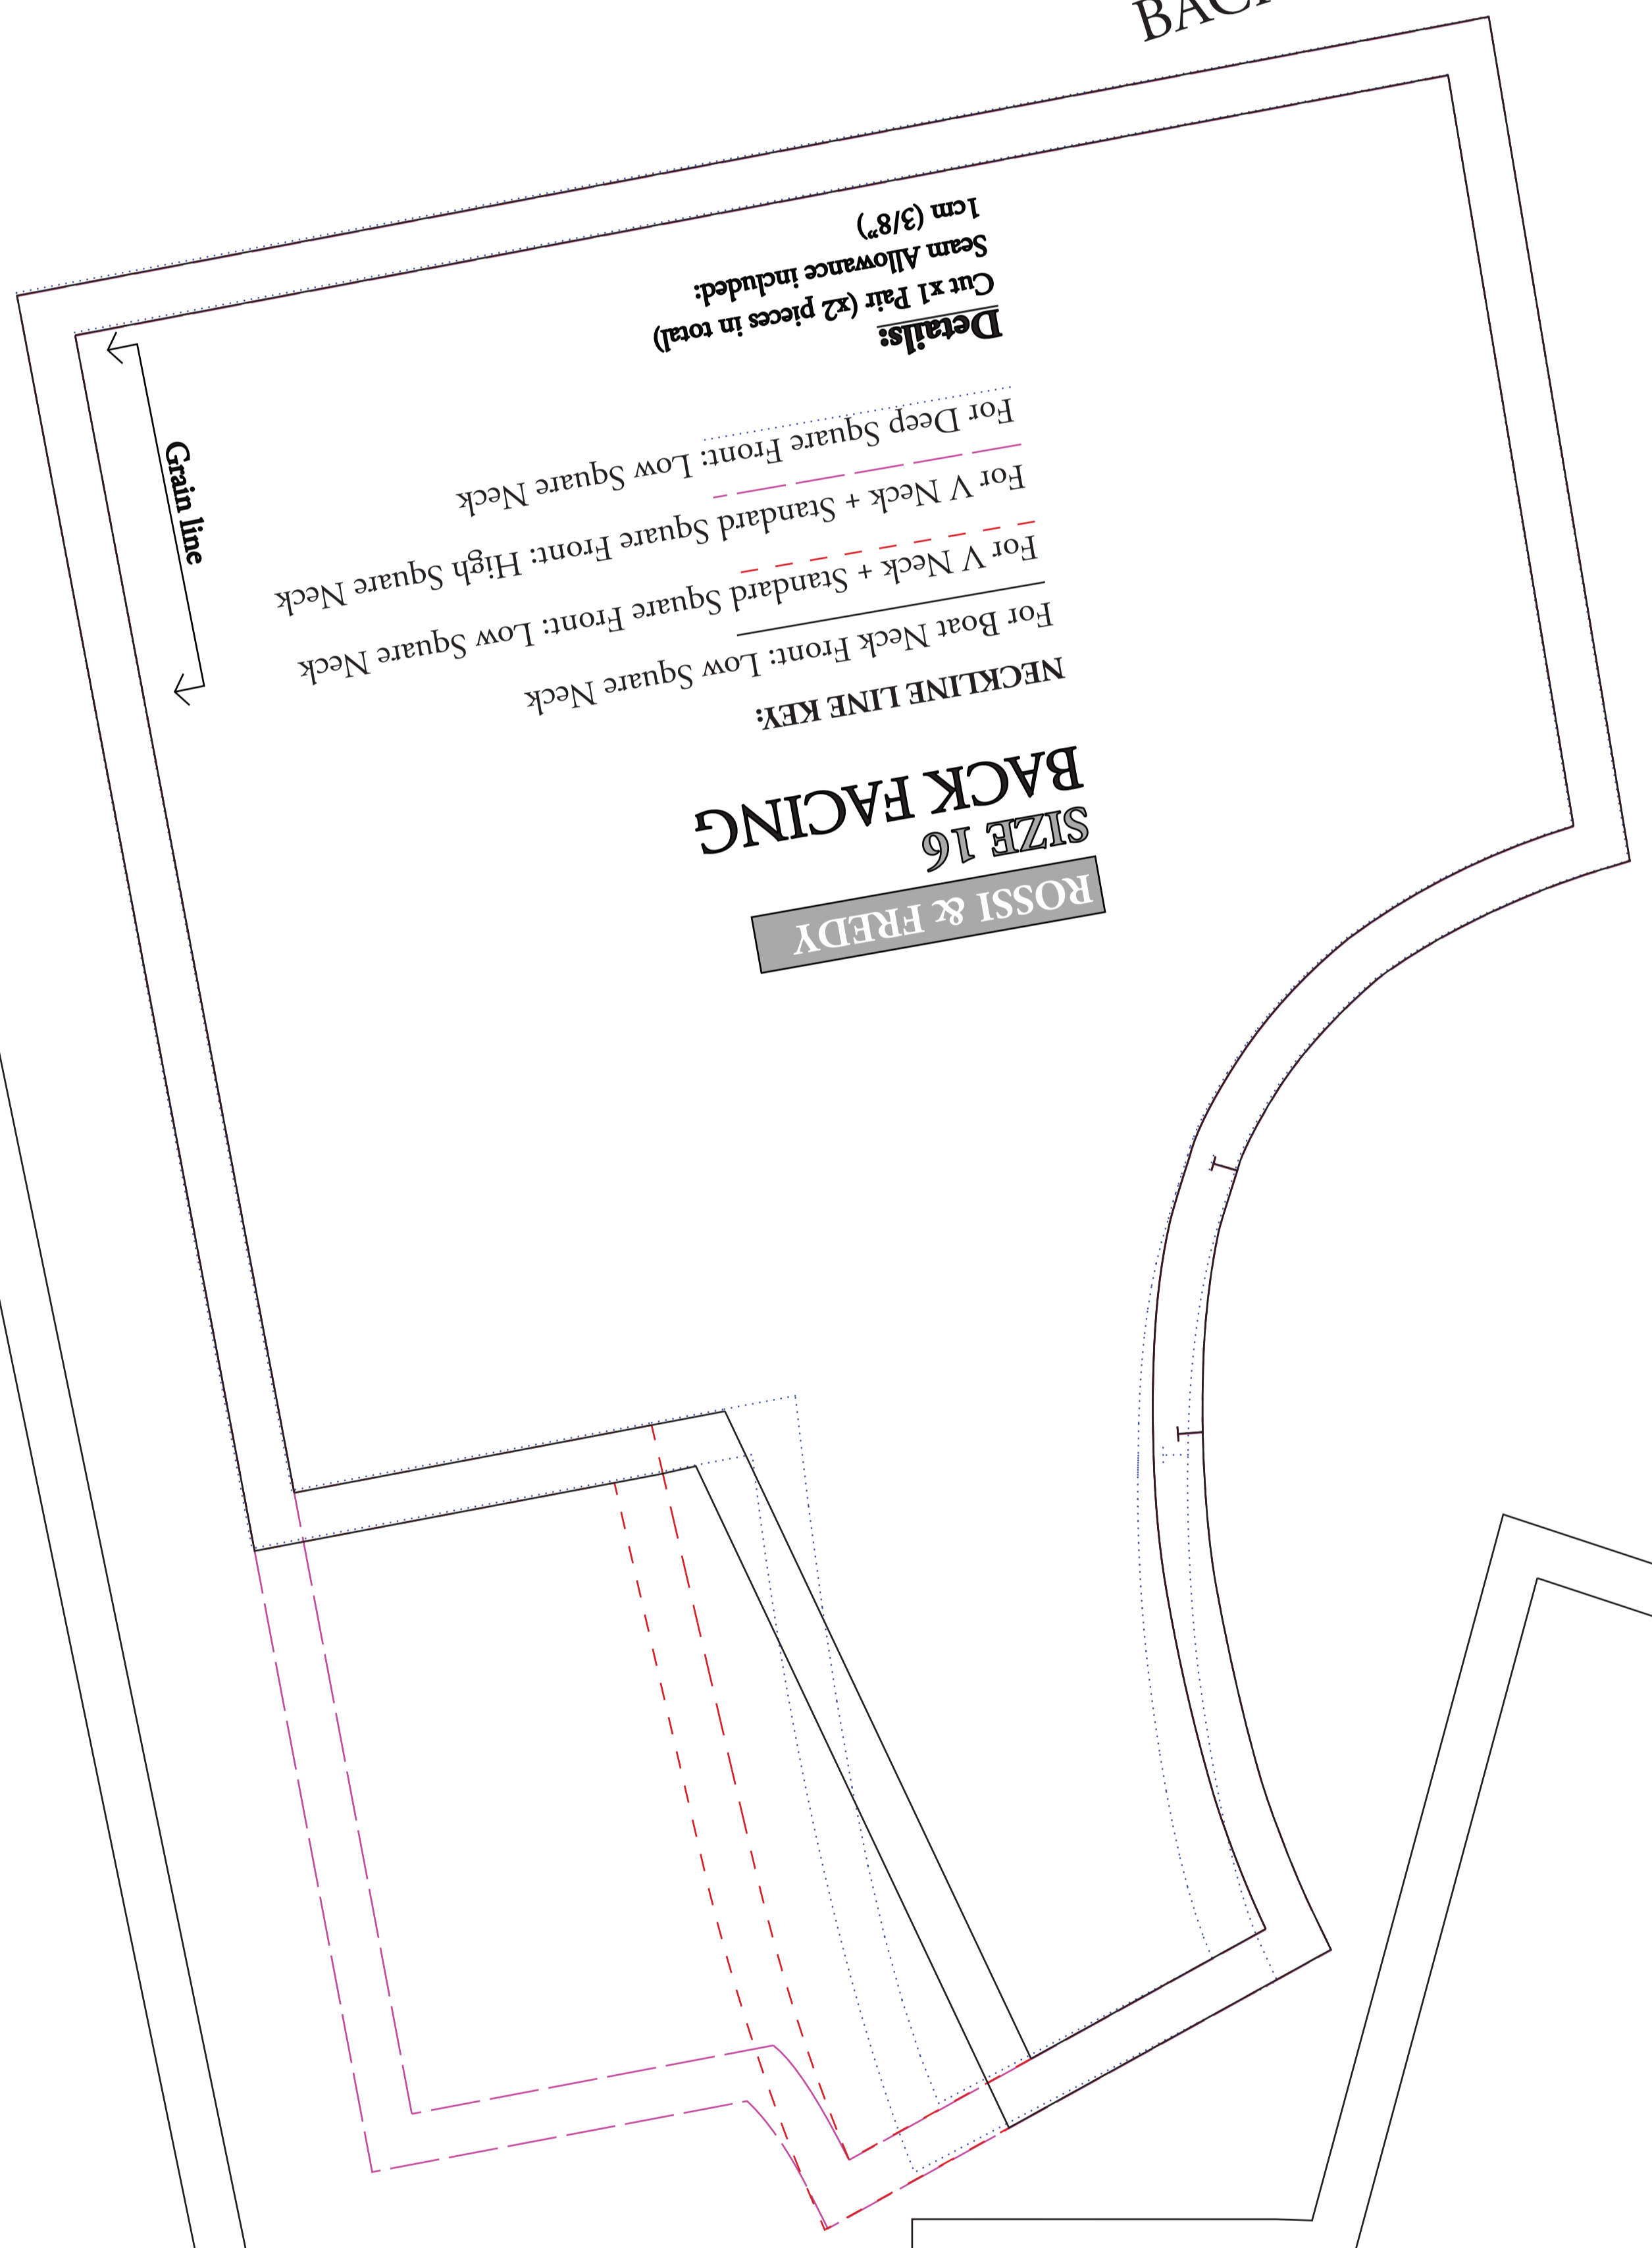 BACK
ROSSI & FREDY
SIZE 16
BACK FACING
NECKLINE LINE KEY:
For Boat Neck Front: Low Square Neck
For V Neck + Standard Square Front: Low Square Neck
For V Neck + Standard Square Front: High Square Neck
For Deep Square Front: Low Square Neck
Details:
Cut x1 Pair (x2 pieces in total)
Seam Allowance included:
1cm (3/8”)
Grain line